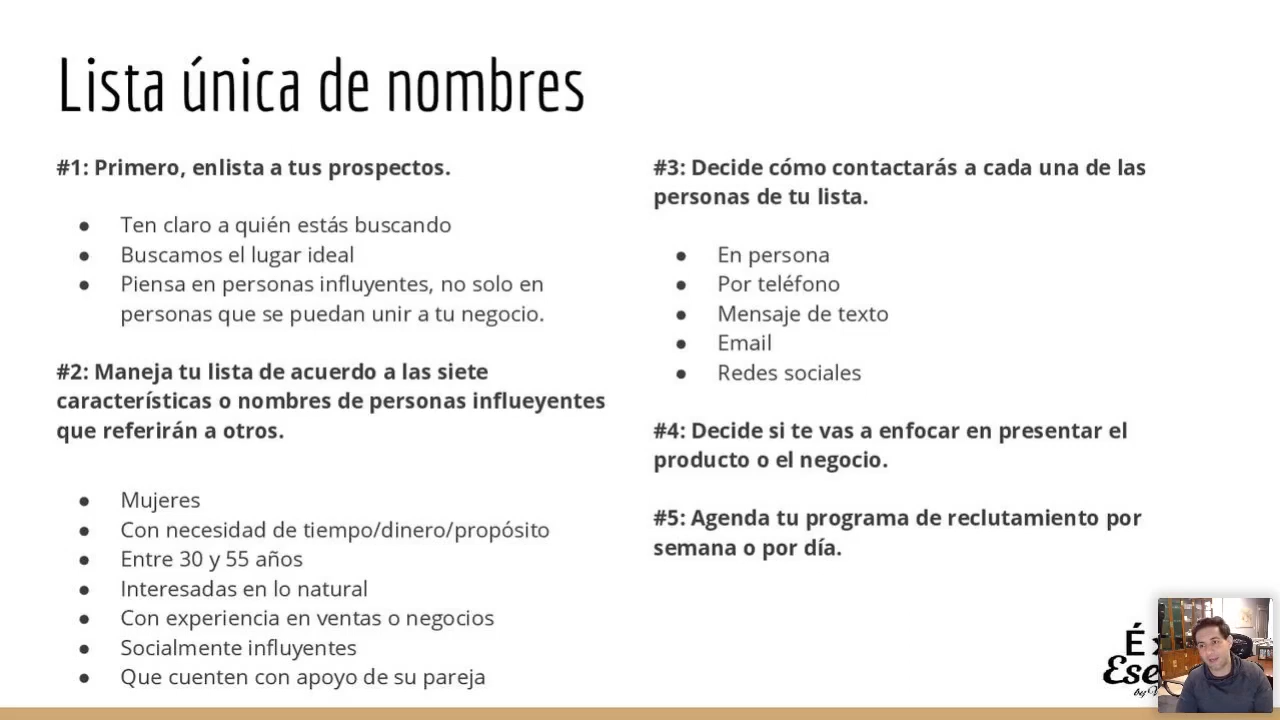 Lista única de nombres
#1: Primero, enlista a tus prospectos.
● Ten claro a quién estás buscando
● Buscamos el lugar ideal
● Piensa en personas influyentes, no solo en
personas que se puedan unir a tu negocio.
#2: Maneja tu lista de acuerdo a las siete
características o nombres de personas influeyentes
que referirán a otros.
● Mujeres
● Con necesidad de tiempo/dinero/propósito
● Entre 30 y 55 años
● Interesadas en lo natural
● Con experiencia en ventas o negocios
● Socialmente influyentes
● Que cuenten con apoyo de su pareja
#3: Decide cómo contactarás a cada una de las
personas de tu lista.
● En persona
● Por teléfono
● Mensaje de texto
● Email
● Redes sociales
#4: Decide si te vas a enfocar en presentar el
producto o el negocio.
#5: Agenda tu programa de reclutamiento por
semana o por día.
by